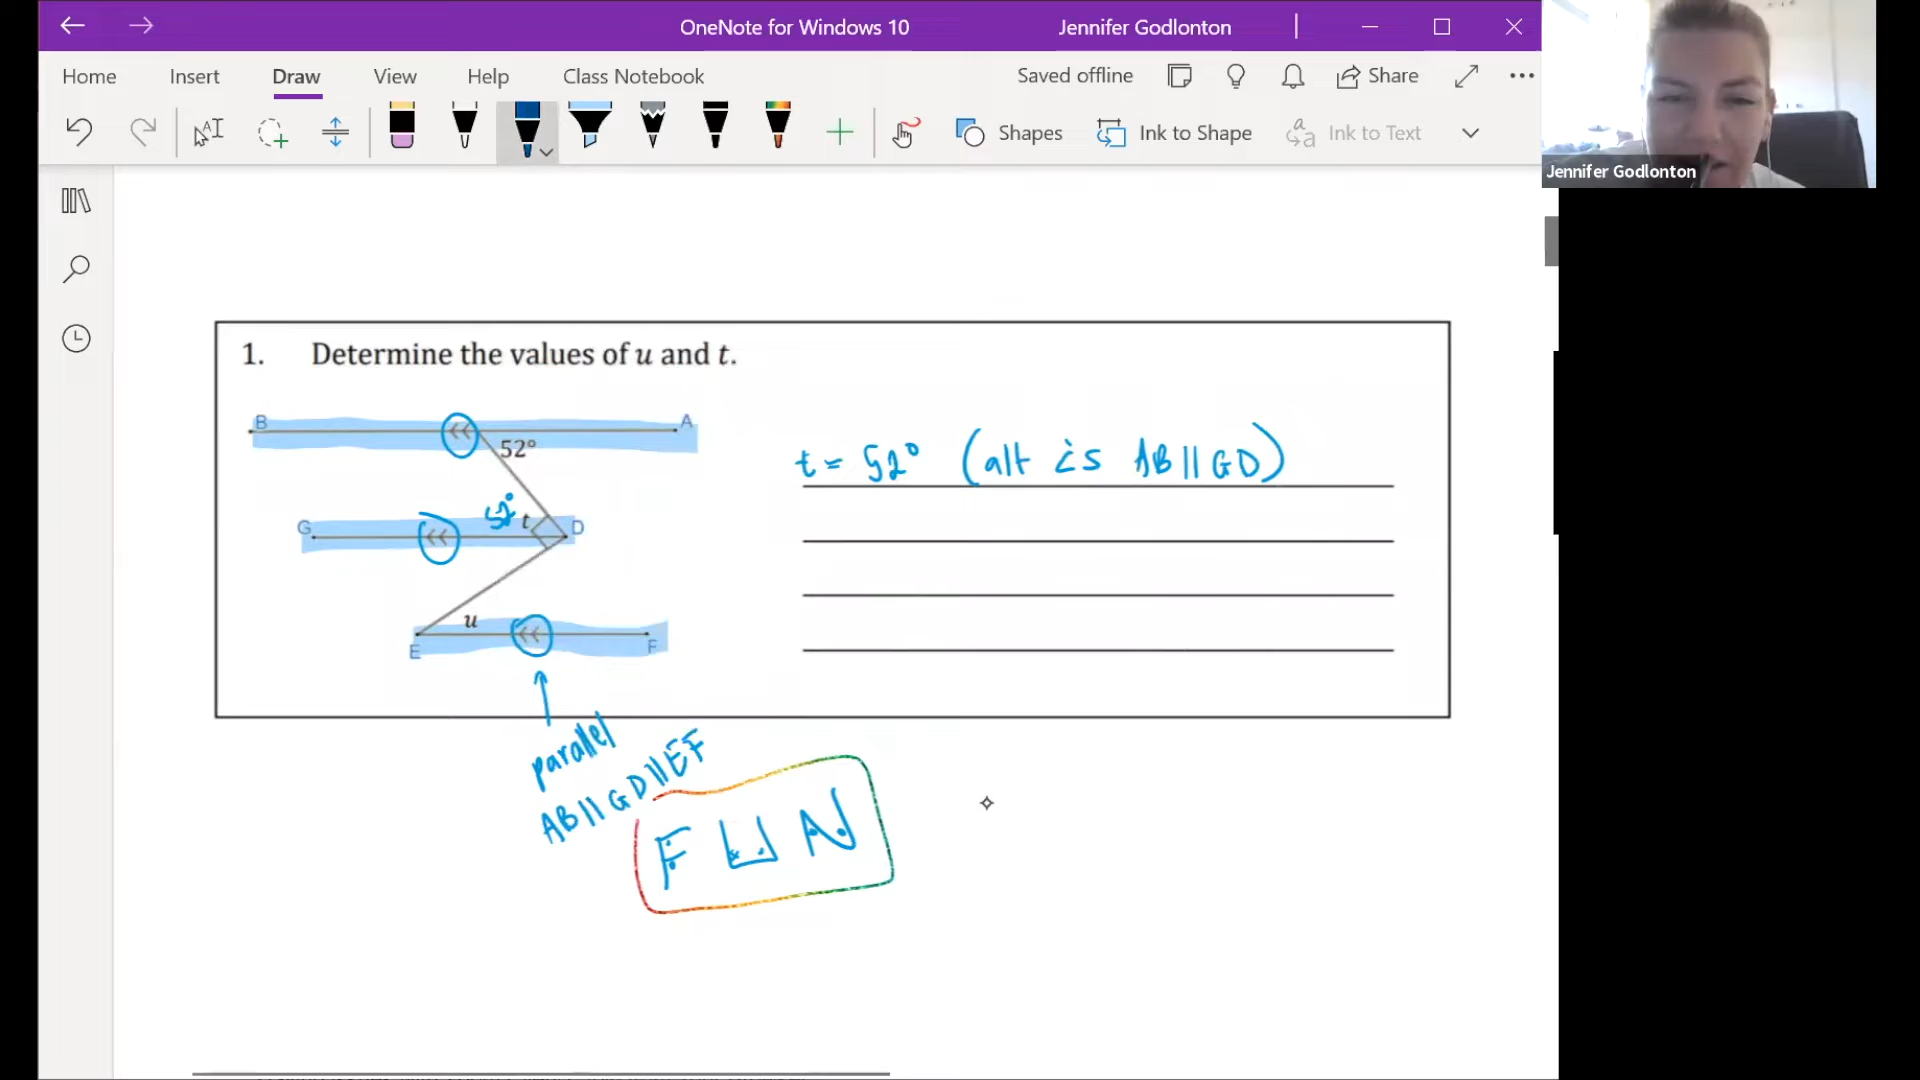 OneNote for Windows 10 Jennifer Godlonton
Home Insert Draw View Help Class Notebook Saved offline Share
Shapes Ink to Shape Ink to Text
Jennifer Godlonton
1. Determine the values of u and t.
B A
52°
t = 52° (alt ∠s AB||GD)
G 52° t D
u
E F
parallel
AB||GD||EF
F U N